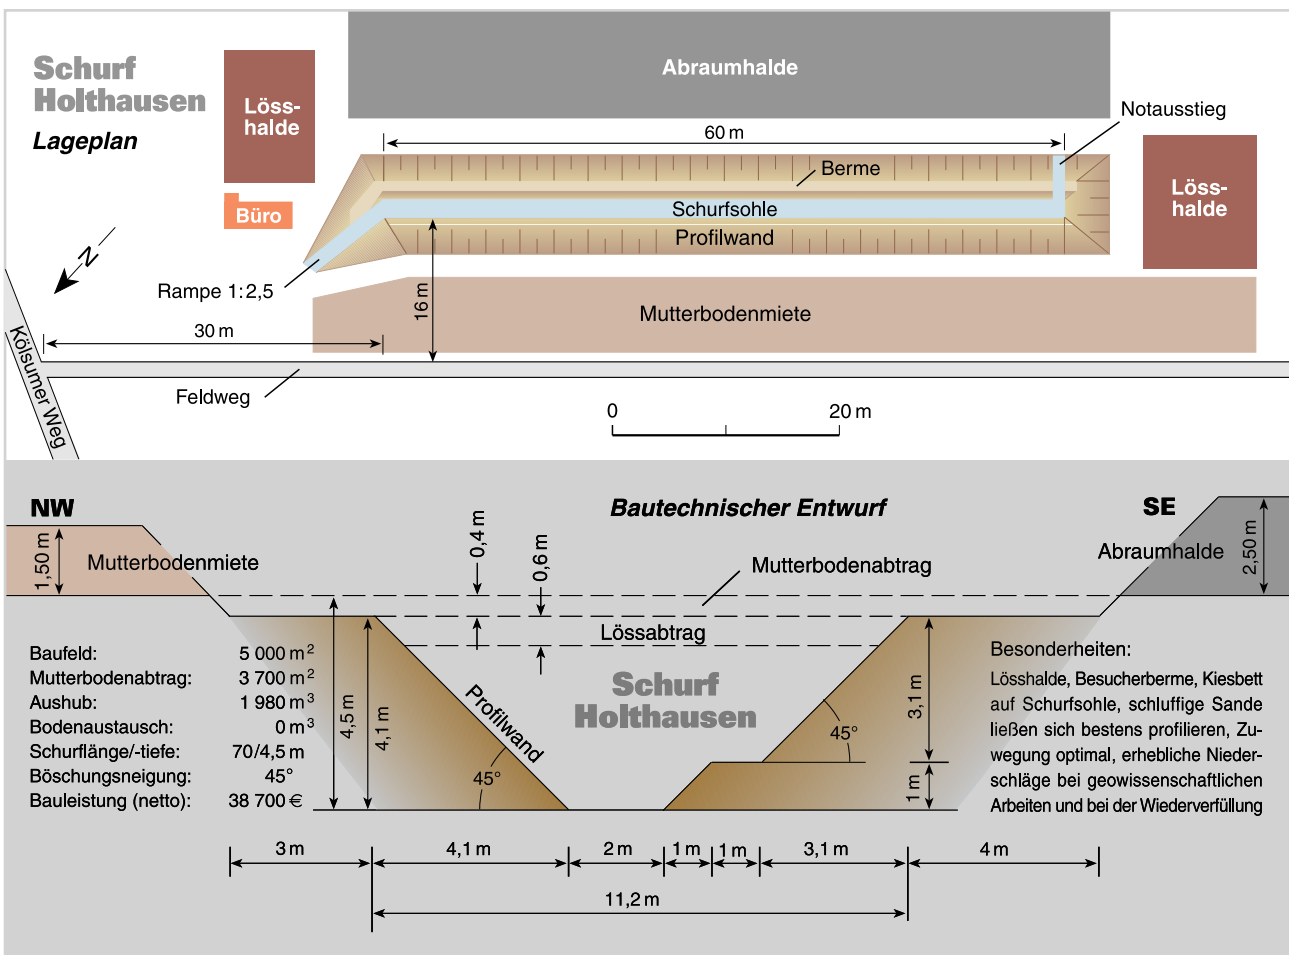 Schurf
Holthausen
Lageplan
Löss-
halde
Abraumhalde
Notausstieg
60 m
Berme
Büro
Schurfsohle
Profilwand
Löss-
halde
N
Rampe 1:2,5
16 m
Mutterbodenmiete
30 m
Kölsumer Weg
Feldweg
0
20 m
NW
Bautechnischer Entwurf
SE
1,50 m
Mutterbodenmiete
0,4 m
0,6 m
Mutterbodenabtrag
Abraumhalde
2,50 m
Lössabtrag
Baufeld: 5 000 m²
Mutterbodenabtrag: 3 700 m²
Aushub: 1 980 m³
Bodenaustausch: 0 m³
Schurflänge/-tiefe: 70/4,5 m
Böschungsneigung: 45°
Bauleistung (netto): 38 700 €
4,5 m
4,1 m
Profilwand
45°
Schurf
Holthausen
45°
3,1 m
1 m
Besonderheiten:
Lösshalde, Besucherberme, Kiesbett
auf Schurfsohle, schluffige Sande
ließen sich bestens profilieren, Zu-
wegung optimal, erhebliche Nieder-
schläge bei geowissenschaftlichen
Arbeiten und bei der Wiederverfüllung
3 m
4,1 m
2 m
1 m
1 m
3,1 m
4 m
11,2 m